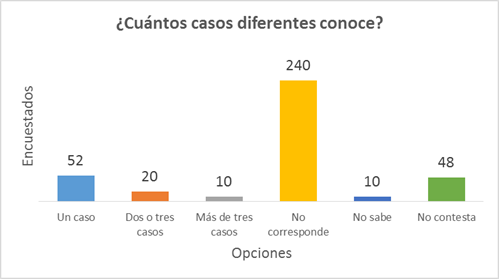 ¿Cuántos casos diferentes conoce?
Encuestados
52
20
10
240
10
48
Un caso
Dos o tres
casos
Más de tres
casos
No
corresponde
No sabe
No contesta
Opciones